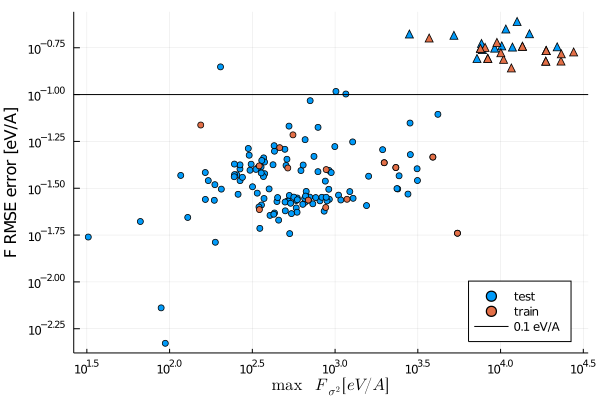 F RMSE error [eV/A]
10^-0.75
10^-1.00
10^-1.25
10^-1.50
10^-1.75
10^-2.00
10^-2.25
10^1.5 10^2.0 10^2.5 10^3.0 10^3.5 10^4.0 10^4.5
max F_σ² [eV/A]
test
train
0.1 eV/A